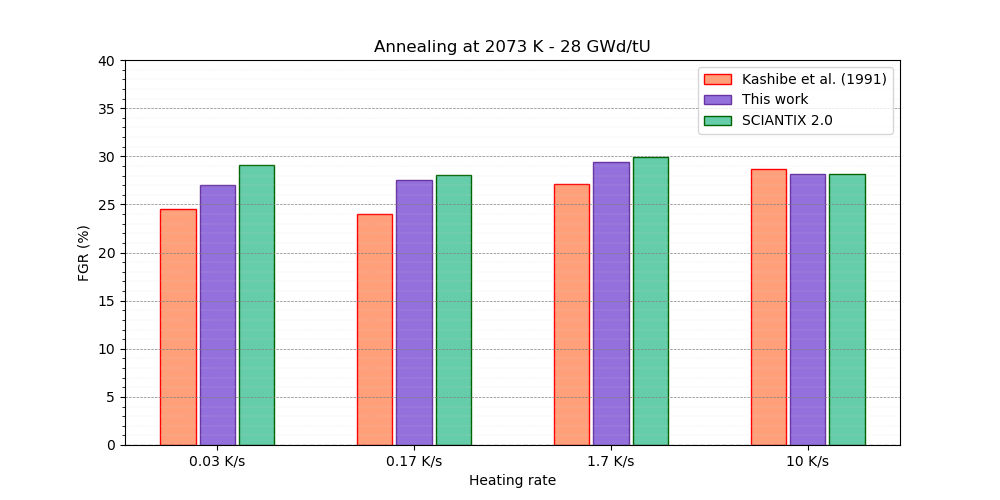 Annealing at 2073 K - 28 GWd/tU
40
35
30
25
20
15
10
5
0
FGR (%)
Kashibe et al. (1991)
This work
SCIANTIX 2.0
0.03 K/s
0.17 K/s
1.7 K/s
10 K/s
Heating rate